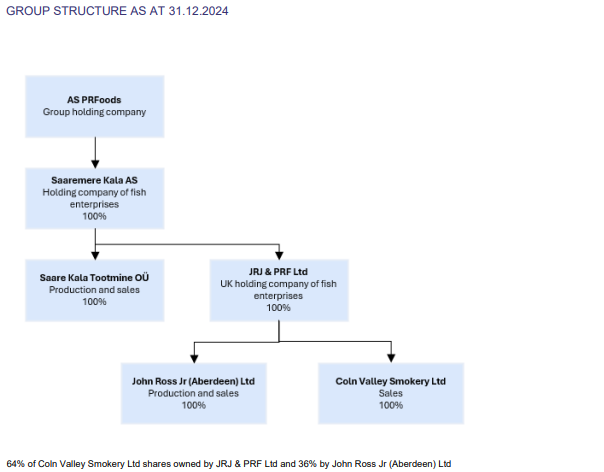 GROUP STRUCTURE AS AT 31.12.2024
AS PRFoods
Group holding company
Saaremere Kala AS
Holding company of fish
enterprises
100%
Saare Kala Tootmine OÜ
Production and sales
100%
JRJ & PRF Ltd
UK holding company of fish
enterprises
100%
John Ross Jr (Aberdeen) Ltd
Production and sales
100%
Coln Valley Smokery Ltd
Sales
100%
64% of Coln Valley Smokery Ltd shares owned by JRJ & PRF Ltd and 36% by John Ross Jr (Aberdeen) Ltd